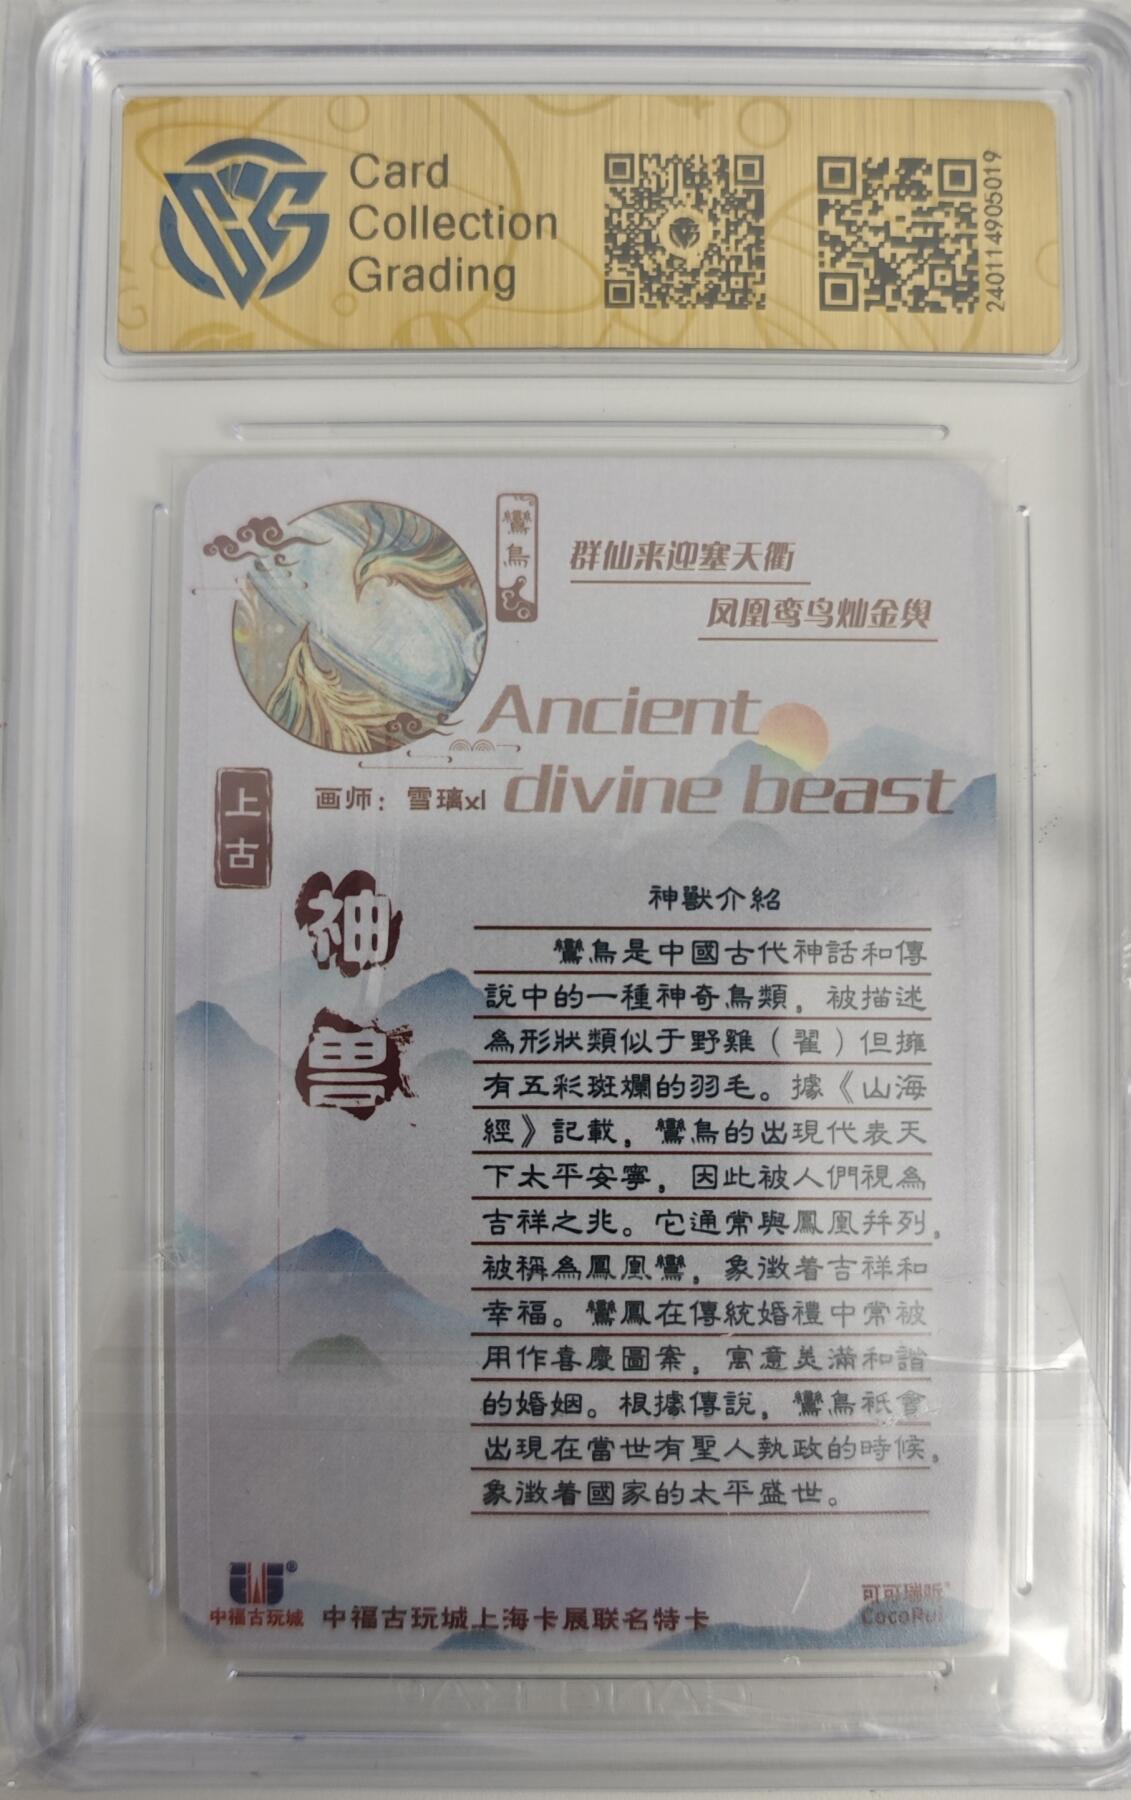 Card
Collection
Grading
240114905019
鸞鳥
群仙来迎塞天衢
凤凰鸾鸟灿金舆
Ancient
divine beast
上古
画师：雪璃xl
神兽
神獸介紹
鸞鳥是中國古代神話和傳
說中的一種神奇鳥類，被描述
為形狀類似于野雞（翟）但擁
有五彩斑斕的羽毛。據《山海
經》記載，鸞鳥的出現代表天
下太平安寧，因此被人們視為
吉祥之兆。它通常與鳳凰并列，
被稱為鳳凰鸞，象徵着吉祥和
幸福。鸞鳳在傳統婚禮中常被
用作喜慶圖案，寓意美滿和諧
的婚姻。根據傳說，鸞鳥衹會
出現在當世有聖人執政的時候，
象徵着國家的太平盛世。
中福古玩城
中福古玩城上海卡展联名特卡
可可瑞昕
CocoRui